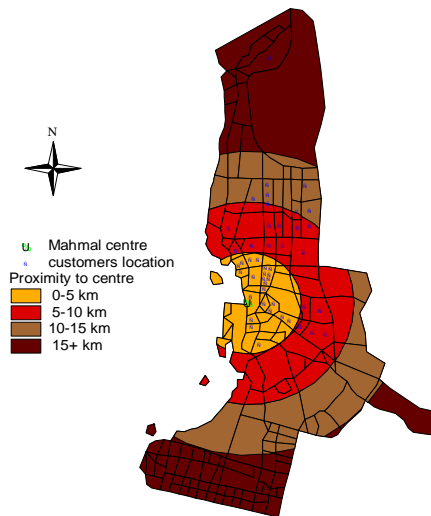 N
Mahmal centre
customers location
Proximity to centre
0-5 km
5-10 km
10-15 km
15+ km